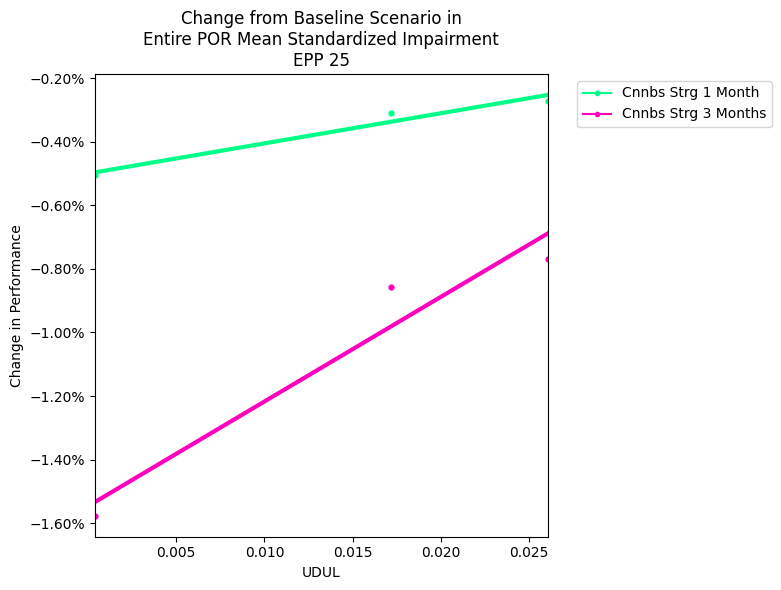 Change from Baseline Scenario in
Entire POR Mean Standardized Impairment
EPP 25
Cnnbs Strg 1 Month
Cnnbs Strg 3 Months
Change in Performance
−0.20%
−0.40%
−0.60%
−0.80%
−1.00%
−1.20%
−1.40%
−1.60%
0.005 0.010 0.015 0.020 0.025
UDUL